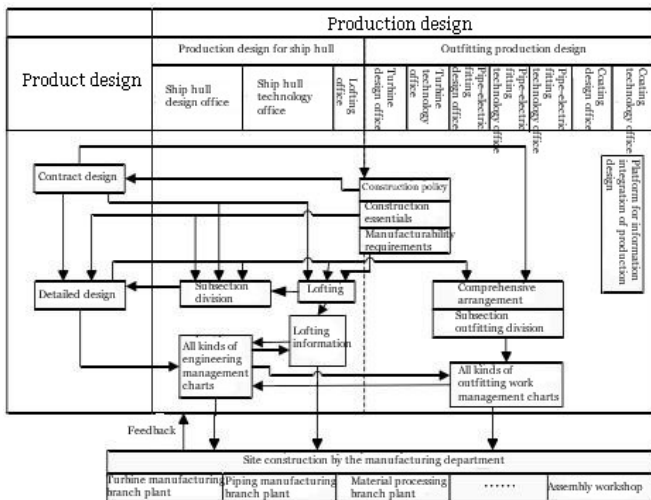 Production design
Product design
Production design for ship hull
Outfitting production design
Ship hull
design office
Ship hull
technology
office
Lofting
office
Turbine
design office
Turbine
technology
office
Pipe-electric
fitting
design office
Pipe-electric
fitting
technology office
Pipe-electric
fitting
technology office
Coating
design office
Coating
technology office
Platform for information
integration of production
design
Contract design
Construction policy
Construction
essentials
Manufacturability
requirements
Detailed design
Subsection
division
Lofting
Comprehensive
arrangement
Subsection
outfitting division
Lofting
information
All kinds of
engineering
management
charts
All kinds of
outfitting work
management charts
Feedback
Site construction by the manufacturing department
Turbine manufacturing
branch plant
Piping manufacturing
branch plant
Material processing
branch plant
......
Assembly workshop